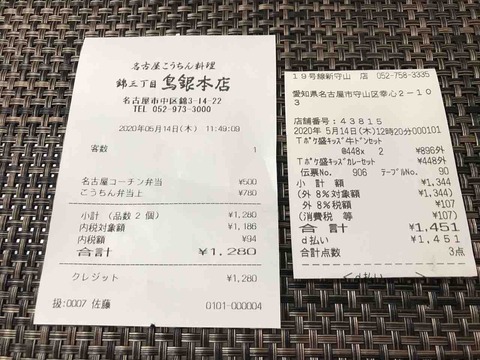 名古屋こうちん料理
錦三丁目 鳥銀本店
名古屋市中区錦3-14-22
TEL 052-973-3000
2020年05月14日(木) 11:49:09
客数 1
名古屋コーチン弁当 ¥500
こうちん弁当上 ¥780
小計 (品数 2 個) ¥1,280
内税対象額 ¥1,186
内税額 ¥94
合言十 ¥1,280
クレジット ¥1,280
扱:0007 佐藤 0101-000004
19号線新守山 店 052-758-3335
愛知県名古屋市守山区幸心2-10
3
店舗番号:43815
2020年 5月14日(木)12時20分000101
Tポケ盛キッズ牛ドンセット
@448x 2 ¥896外
Tポケ盛キッズカレーセット ¥448外
伝票No. 906 テーブルNo. 90
小 計 額 ¥1,344
(外 8%対象額 ¥1,344)
外 8%税額 ¥107
(消費税 等 ¥107)
合 言十 ¥1,451
d払い ¥1,451
合計点数 3点
<d払い>